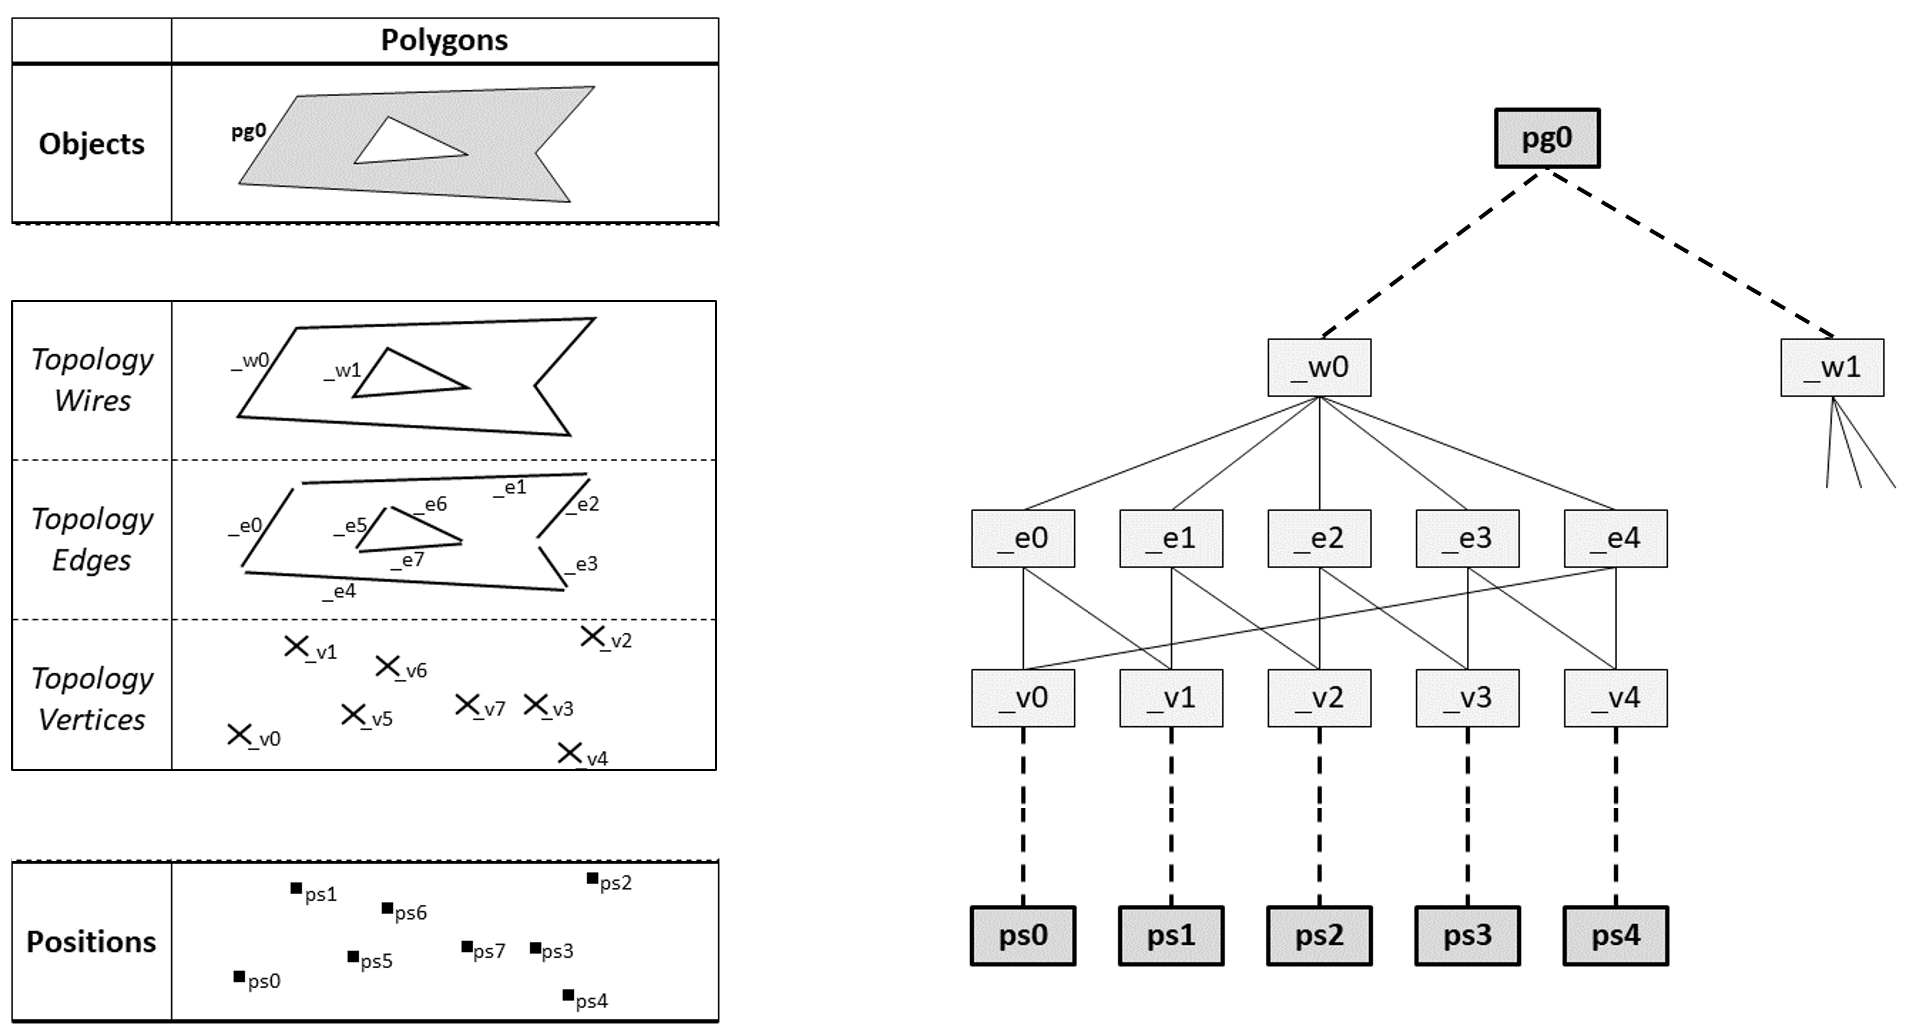 Polygons
Objects
pg0
Topology
Wires
_w0
_w1
Topology
Edges
_e0
_e1
_e2
_e3
_e4
_e5
_e6
_e7
Topology
Vertices
_v0
_v1
_v2
_v3
_v4
_v5
_v6
_v7
Positions
ps0
ps1
ps2
ps3
ps4
ps5
ps6
ps7
pg0
_w0 _w1
_e0 _e1 _e2 _e3 _e4
_v0 _v1 _v2 _v3 _v4
ps0 ps1 ps2 ps3 ps4